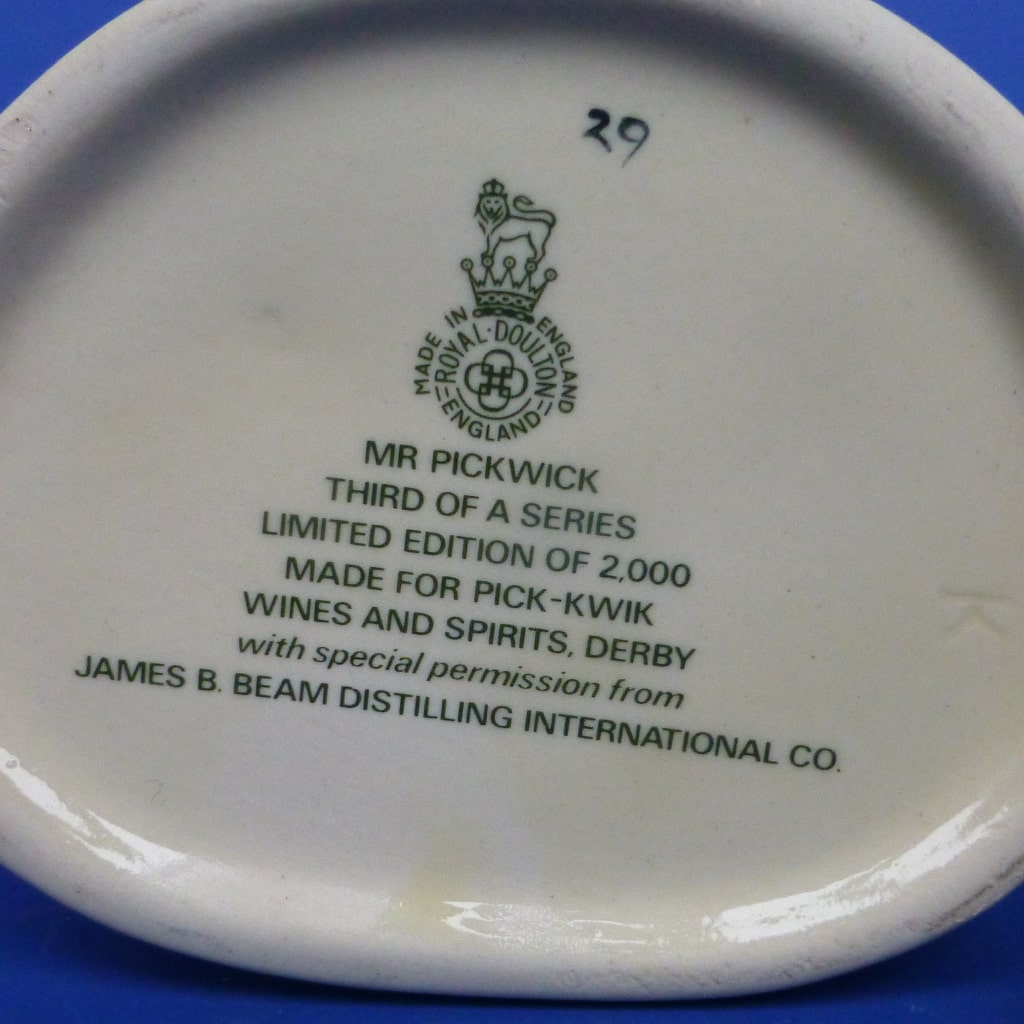 29
MADE IN ENGLAND
ROYAL·DOULTON
ENGLAND
MR PICKWICK
THIRD OF A SERIES
LIMITED EDITION OF 2,000
MADE FOR PICK-KWIK
WINES AND SPIRITS, DERBY
with special permission from
JAMES B. BEAM DISTILLING INTERNATIONAL CO.
K